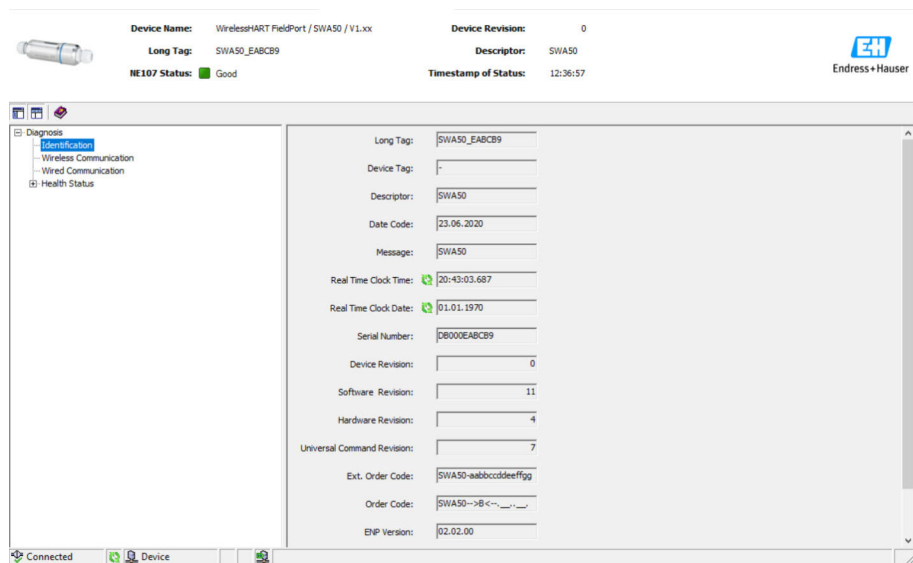 Device Name: WirelessHART FieldPort / SWA50 / V1.xx Device Revision: 0
Long Tag: SWA50_EABCB9 Descriptor: SWA50
NE107 Status: Good Timestamp of Status: 12:36:57
EH
Endress+Hauser
Diagnosis
Identification
Wireless Communication
Wired Communication
Health Status
Long Tag: SWA50_EABCB9
Device Tag: -
Descriptor: SWA50
Date Code: 23.06.2020
Message: SWA50
Real Time Clock Time: 20:43:03.687
Real Time Clock Date: 01.01.1970
Serial Number: DB000EABCB9
Device Revision: 0
Software Revision: 11
Hardware Revision: 4
Universal Command Revision: 7
Ext. Order Code: SWA50-aabbccddeeffgg
Order Code: SWA50-->B<--.__.__.
ENP Version: 02.02.00
Connected Device